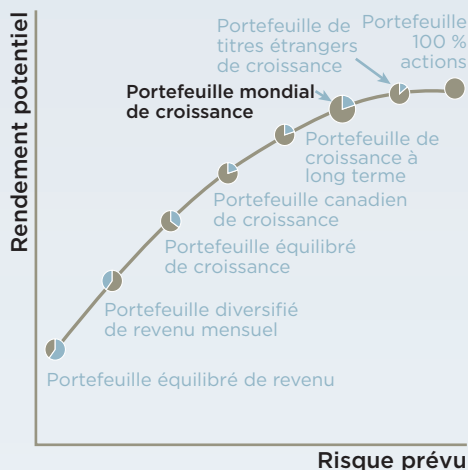 Rendement potentiel
Portefeuille de
titres étrangers
de croissance
Portefeuille
100 %
actions
Portefeuille mondial
de croissance
Portefeuille de
croissance à
long terme
Portefeuille canadien
de croissance
Portefeuille équilibré
de croissance
Portefeuille diversifié
de revenu mensuel
Portefeuille équilibré de revenu
Risque prévu